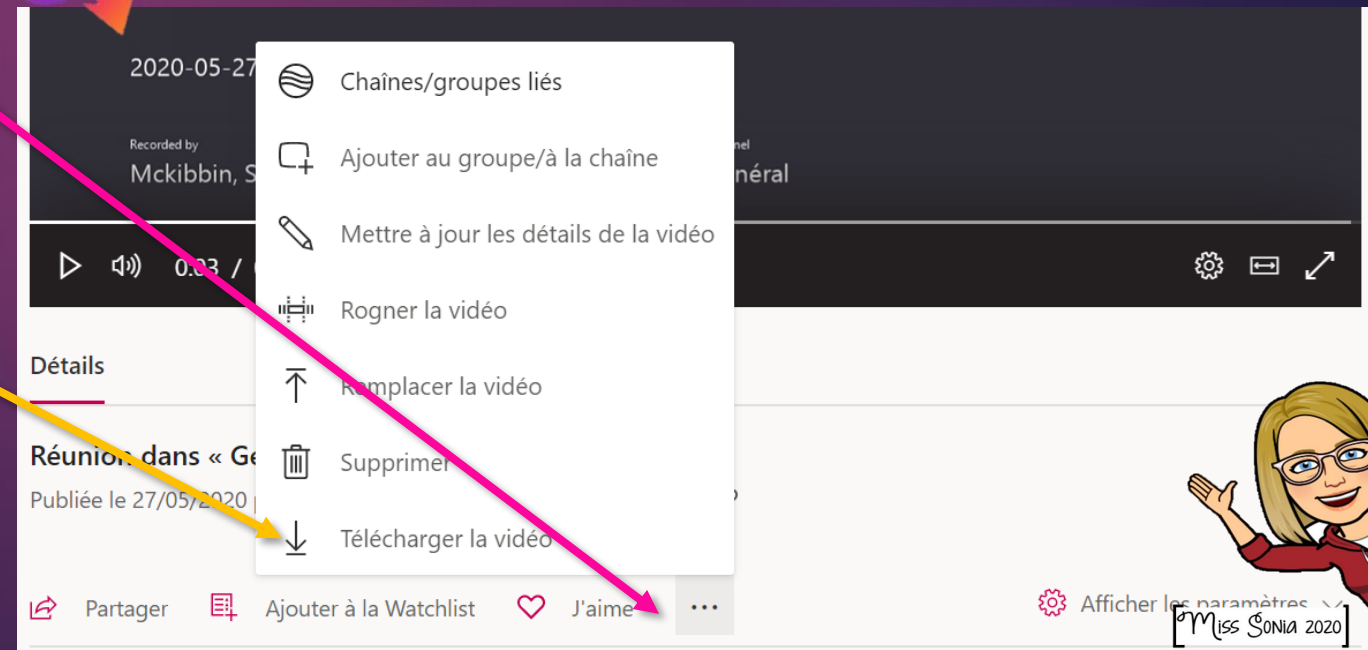 2020-05-27
Recorded by
Mckibbin, S
nel
néral
Chaînes/groupes liés
Ajouter au groupe/à la chaîne
Mettre à jour les détails de la vidéo
Rogner la vidéo
Remplacer la vidéo
Supprimer
Télécharger la vidéo
0:03 /
Détails
Réunion dans « Ge
Publiée le 27/05/2020
Partager
Ajouter à la Watchlist
J'aime
...
Afficher les paramètres
Miss Sonia 2020